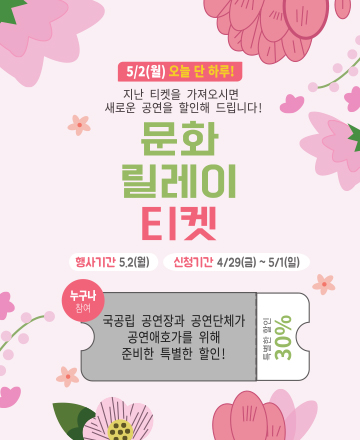 5/2(월) 오늘 단 하루!
지난 티켓을 가져오시면
새로운 공연을 할인해 드립니다!
문화
릴레이
티켓
행사기간 5.2(월)
신청기간 4/29(금) ~ 5/1(일)
누구나
참여
국공립 공연장과 공연단체가
공연애호가를 위해
준비한 특별한 할인!
특별한 할인
30%